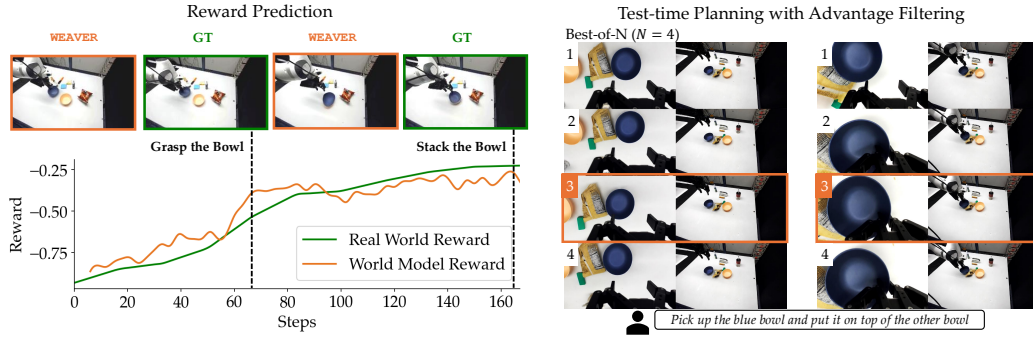 Reward Prediction
WEAVER
GT
WEAVER
GT
Grasp the Bowl
Stack the Bowl
Reward
−0.25
−0.50
−0.75
Real World Reward
World Model Reward
0
20
40
60
80
100
120
140
160
Steps
Test-time Planning with Advantage Filtering
Best-of-N (N = 4)
1
2
3
4
1
2
3
4
Pick up the blue bowl and put it on top of the other bowl